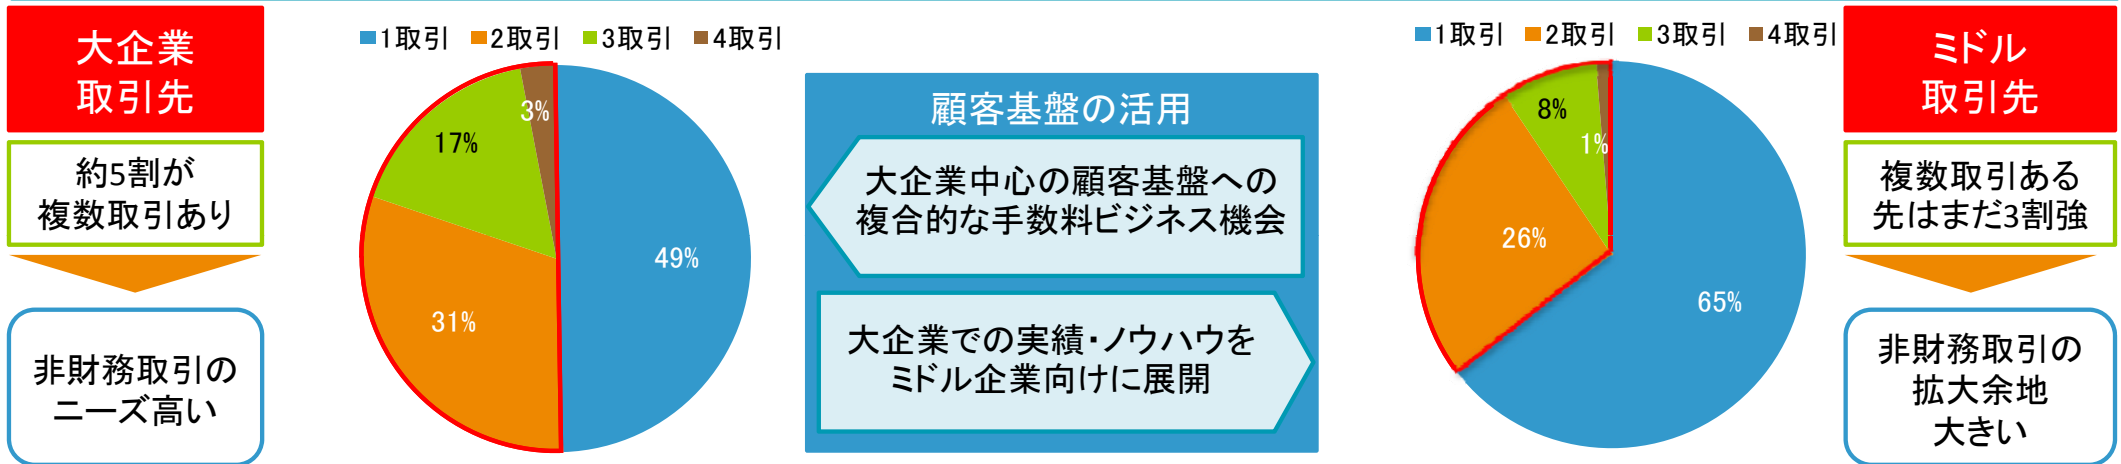 大企業
取引先
約5割が
複数取引あり
非財務取引の
ニーズ高い
1取引 2取引 3取引 4取引
3%
17%
49%
31%
顧客基盤の活用
大企業中心の顧客基盤への
複合的な手数料ビジネス機会
大企業での実績・ノウハウを
ミドル企業向けに展開
1取引 2取引 3取引 4取引
8%
1%
26%
65%
ミドル
取引先
複数取引ある
先はまだ3割強
非財務取引の
拡大余地
大きい